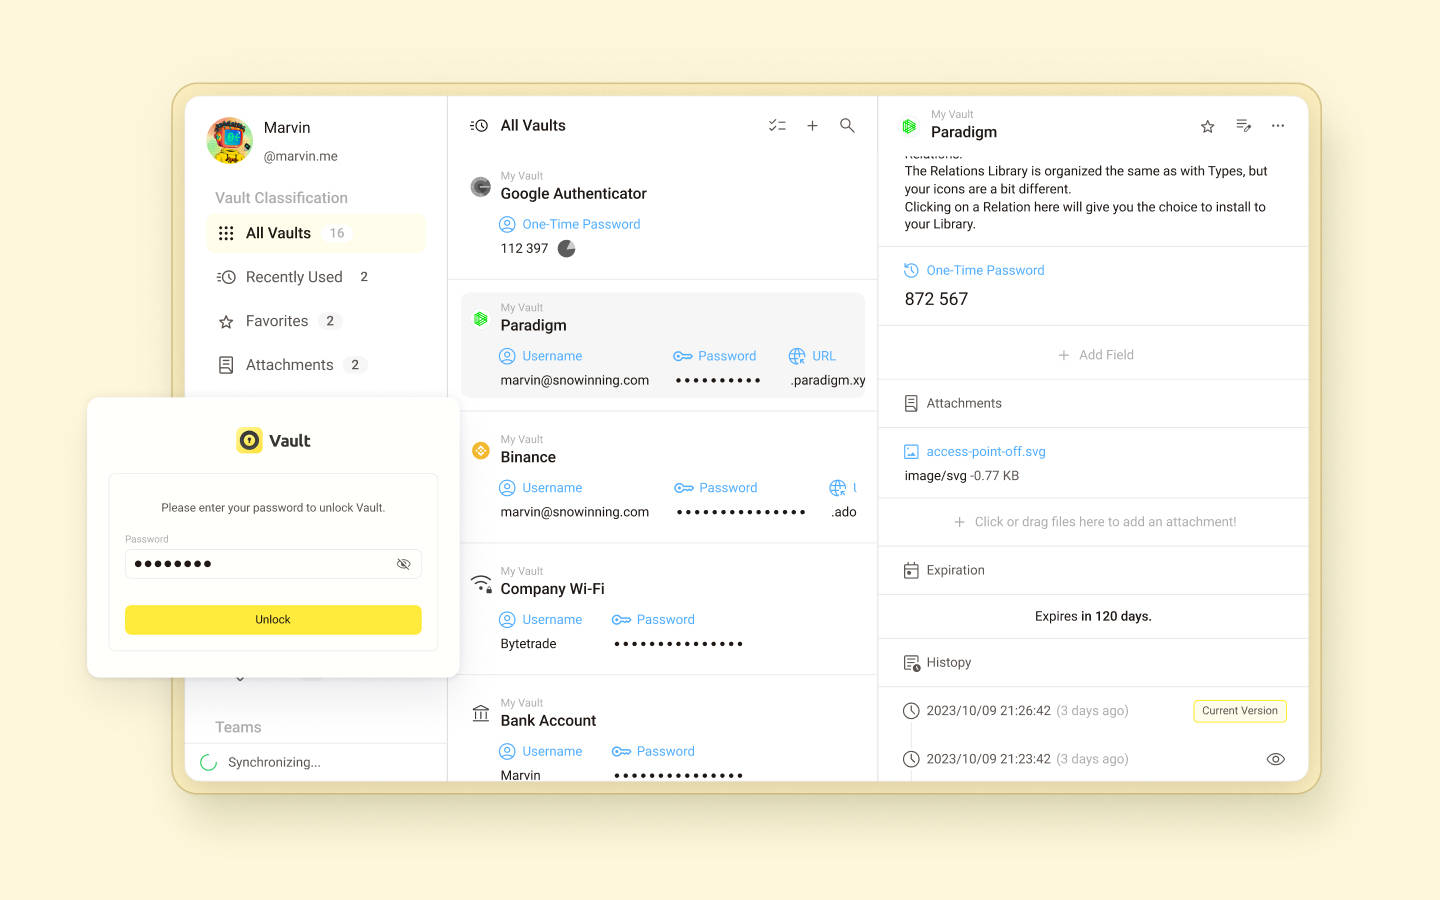 Marvin
@marvin.me
Vault Classification
All Vaults 16
Recently Used 2
Favorites 2
Attachments 2
Vault
Please enter your password to unlock Vault.
Password
●●●●●●●●
Unlock
Teams
Synchronizing...
All Vaults
My Vault
Google Authenticator
One-Time Password
112 397
My Vault
Paradigm
Username Password URL
marvin@snowinning.com ●●●●●●●●●● .paradigm.xy
My Vault
Binance
Username Password
marvin@snowinning.com ●●●●●●●●●●●●●●● .ado
My Vault
Company Wi-Fi
Username Password
Bytetrade ●●●●●●●●●●●●●●●
My Vault
Bank Account
Username Password
Marvin ●●●●●●●●●●●●●●●
My Vault
Paradigm
Relations.
The Relations Library is organized the same as with Types, but
your icons are a bit different.
Clicking on a Relation here will give you the choice to install to
your Library.
One-Time Password
872 567
+ Add Field
Attachments
access-point-off.svg
image/svg -0.77 KB
+ Click or drag files here to add an attachment!
Expiration
Expires in 120 days.
Histopy
2023/10/09 21:26:42 (3 days ago) Current Version
2023/10/09 21:23:42 (3 days ago)